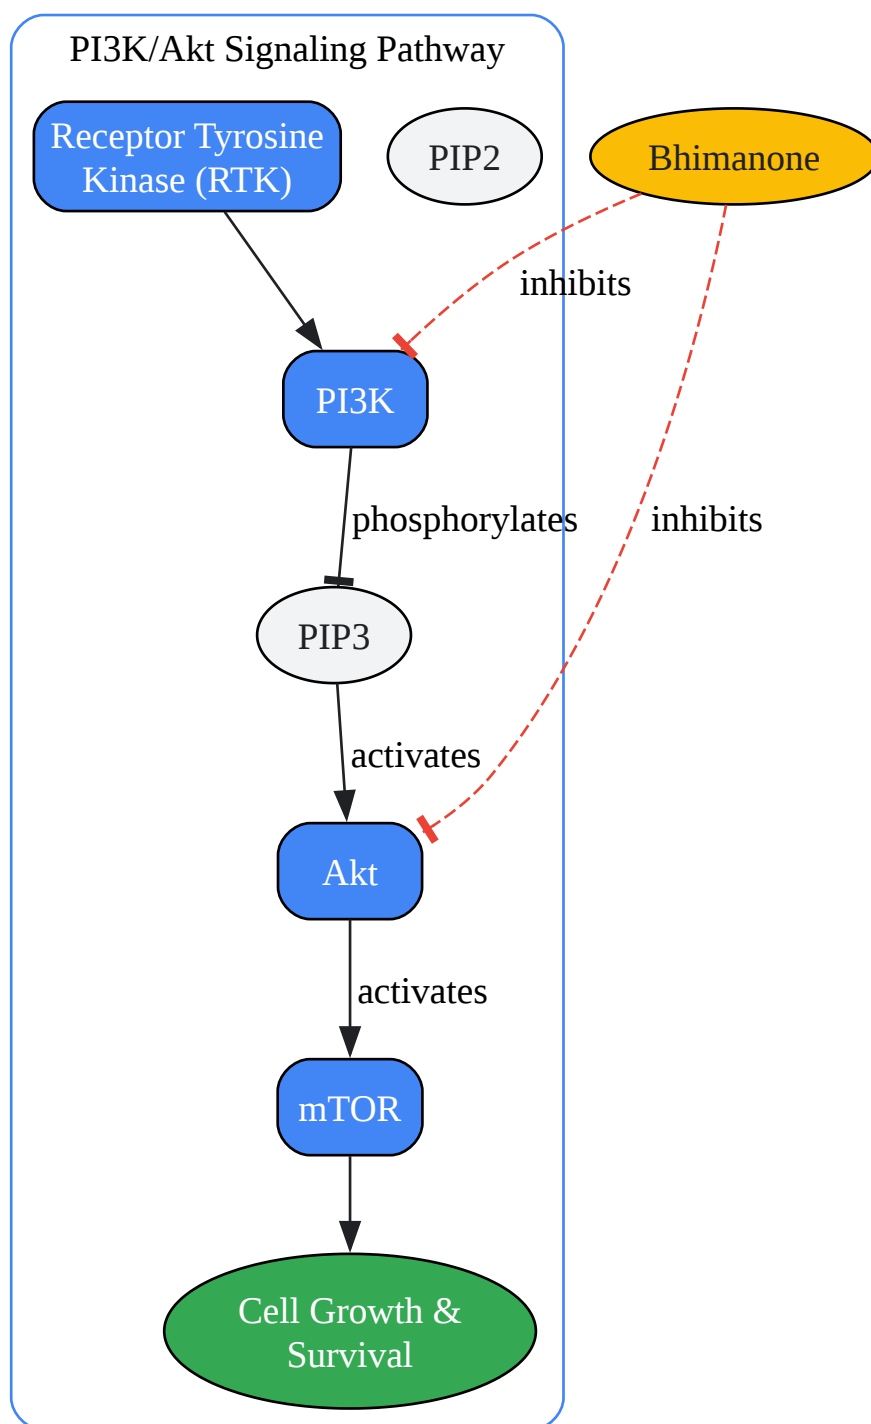 PI3K/Akt Signaling Pathway
Receptor Tyrosine
Kinase (RTK)
PIP2
Bhimanone
inhibits
PI3K
phosphorylates
inhibits
PIP3
activates
Akt
activates
mTOR
Cell Growth &
Survival